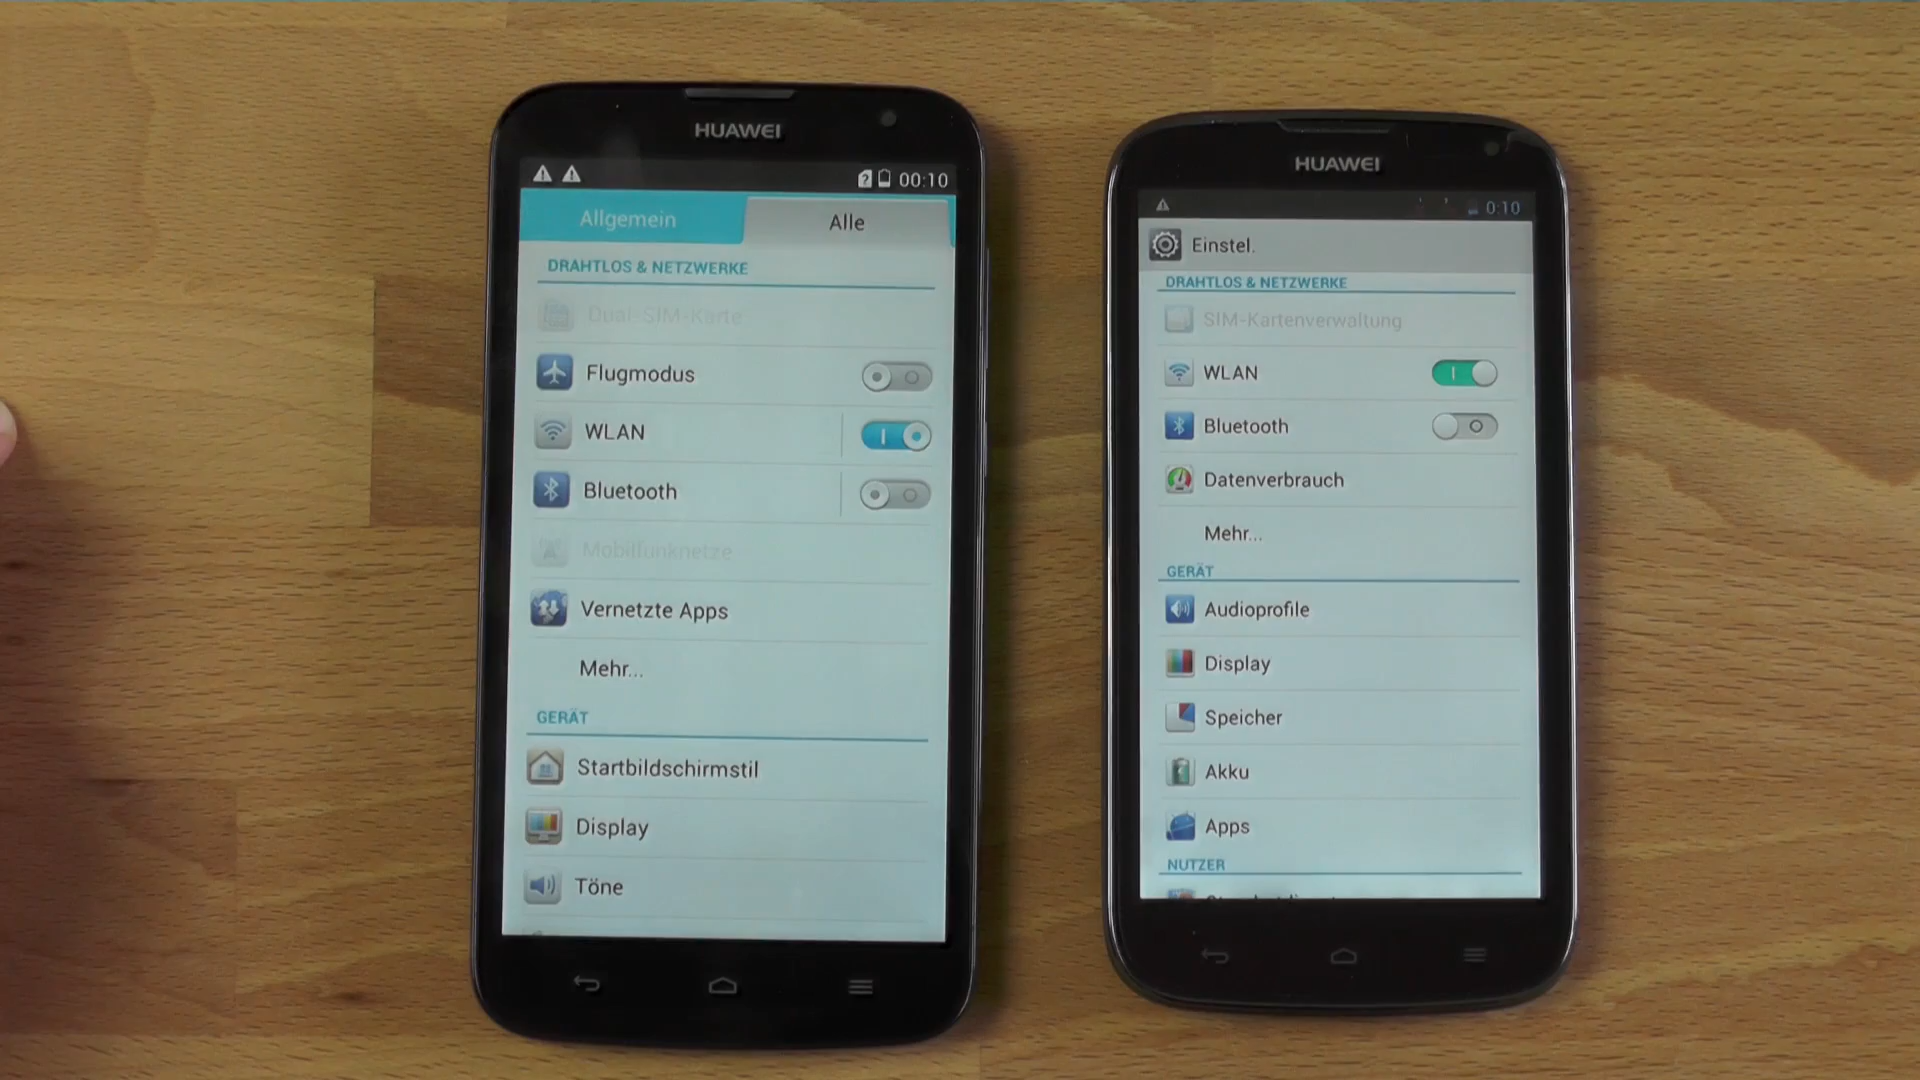 HUAWEI
00:10
Allgemein
Alle
DRAHTLOS & NETZWERKE
Dual-SIM-Karte
Flugmodus
WLAN
Bluetooth
Mobilfunknetze
Vernetzte Apps
Mehr...
GERÄT
Startbildschirmstil
Display
Töne
HUAWEI
0:10
Einstel.
DRAHTLOS & NETZWERKE
SIM-Kartenverwaltung
WLAN
Bluetooth
Datenverbrauch
Mehr...
GERÄT
Audioprofile
Display
Speicher
Akku
Apps
NUTZER